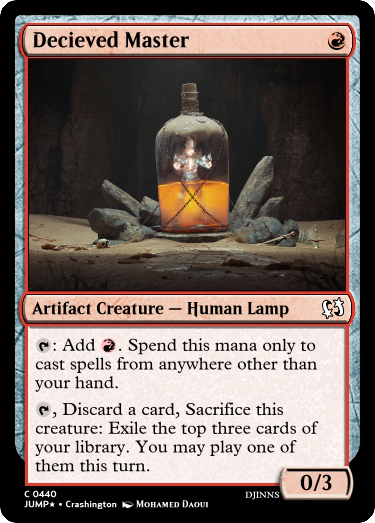 Decieved Master
Artifact Creature — Human Lamp
: Add . Spend this mana only to
cast spells from anywhere other than
your hand.
, Discard a card, Sacrifice this
creature: Exile the top three cards of
your library. You may play one of
them this turn.
0/3
C 0440
JUMP★ • Crashington Mohamed Daoui
DJINNS